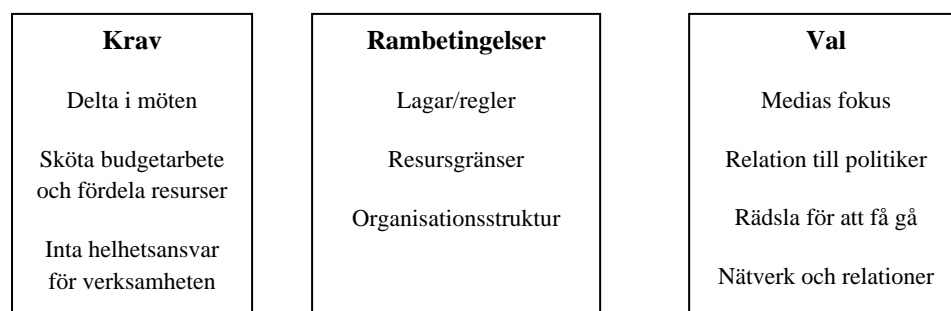 Krav
Delta i möten
Sköta budgetarbete
och fördela resurser
Inta helhetsansvar
för verksamheten
Rambetingelser
Lagar/regler
Resursgränser
Organisationsstruktur
Val
Medias fokus
Relation till politiker
Rädsla för att få gå
Nätverk och relationer